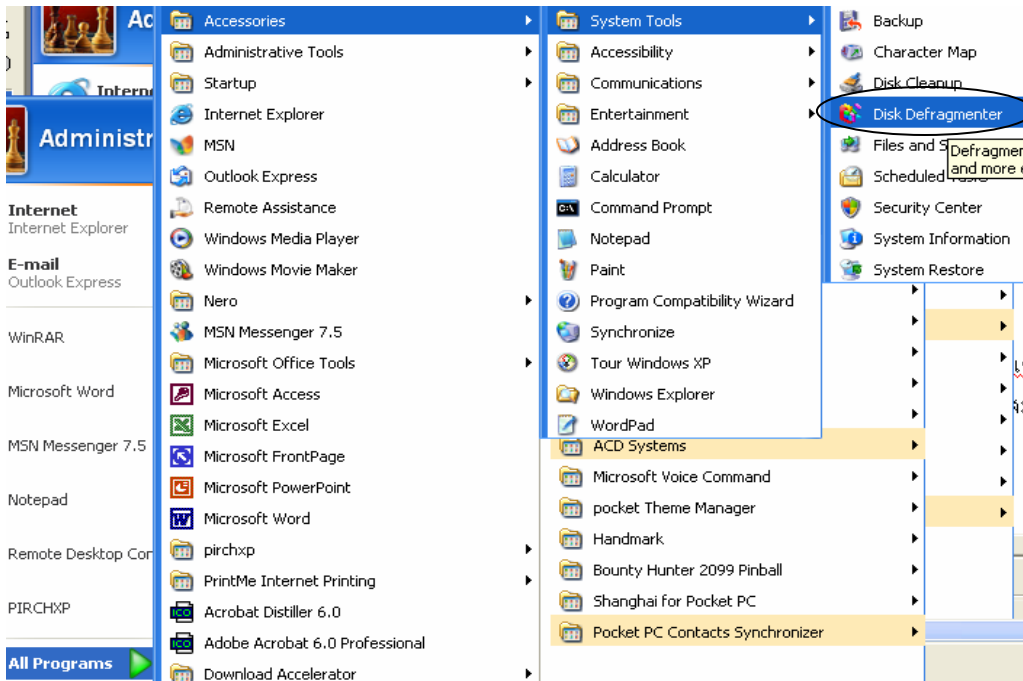 Ad
Interne
Administr
Internet
Internet Explorer
E-mail
Outlook Express
WinRAR
Microsoft Word
MSN Messenger 7.5
Notepad
Remote Desktop Con
PIRCHXP
All Programs
Accessories
Administrative Tools
Startup
Internet Explorer
MSN
Outlook Express
Remote Assistance
Windows Media Player
Windows Movie Maker
Nero
MSN Messenger 7.5
Microsoft Office Tools
Microsoft Access
Microsoft Excel
Microsoft FrontPage
Microsoft PowerPoint
Microsoft Word
pirchxp
PrintMe Internet Printing
Acrobat Distiller 6.0
Adobe Acrobat 6.0 Professional
Download Accelerator
System Tools
Accessibility
Communications
Entertainment
Address Book
Calculator
Command Prompt
Notepad
Paint
Program Compatibility Wizard
Synchronize
Tour Windows XP
Windows Explorer
WordPad
ACD Systems
Microsoft Voice Command
pocket Theme Manager
Handmark
Bounty Hunter 2099 Pinball
Shanghai for Pocket PC
Pocket PC Contacts Synchronizer
Backup
Character Map
Disk Cleanup
Disk Defragmenter
Files and S
Defragmen
and more e
Scheduled Tasks
Security Center
System Information
System Restore